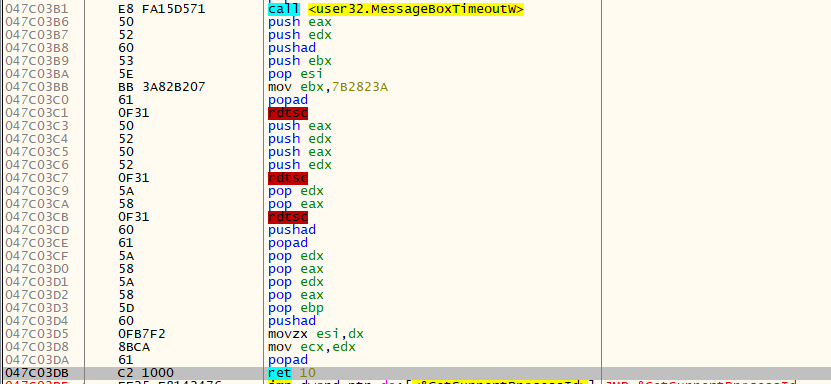 047C03B1 E8 FA15D571 call <user32.MessageBoxTimeoutW>
047C03B6 50 push eax
047C03B7 52 push edx
047C03B8 60 pushad
047C03B9 53 push ebx
047C03BA 5E pop esi
047C03BB BB 3A82B207 mov ebx,7B2823A
047C03C0 61 popad
047C03C1 0F31 rdtsc
047C03C3 50 push eax
047C03C4 52 push edx
047C03C5 50 push eax
047C03C6 52 push edx
047C03C7 0F31 rdtsc
047C03C9 5A pop edx
047C03CA 58 pop eax
047C03CB 0F31 rdtsc
047C03CD 60 pushad
047C03CE 61 popad
047C03CF 5A pop edx
047C03D0 58 pop eax
047C03D1 5A pop edx
047C03D2 58 pop eax
047C03D3 5D pop ebp
047C03D4 60 pushad
047C03D5 0FB7F2 movzx esi,dx
047C03D8 8BCA mov ecx,edx
047C03DA 61 popad
047C03DB C2 1000 ret 10